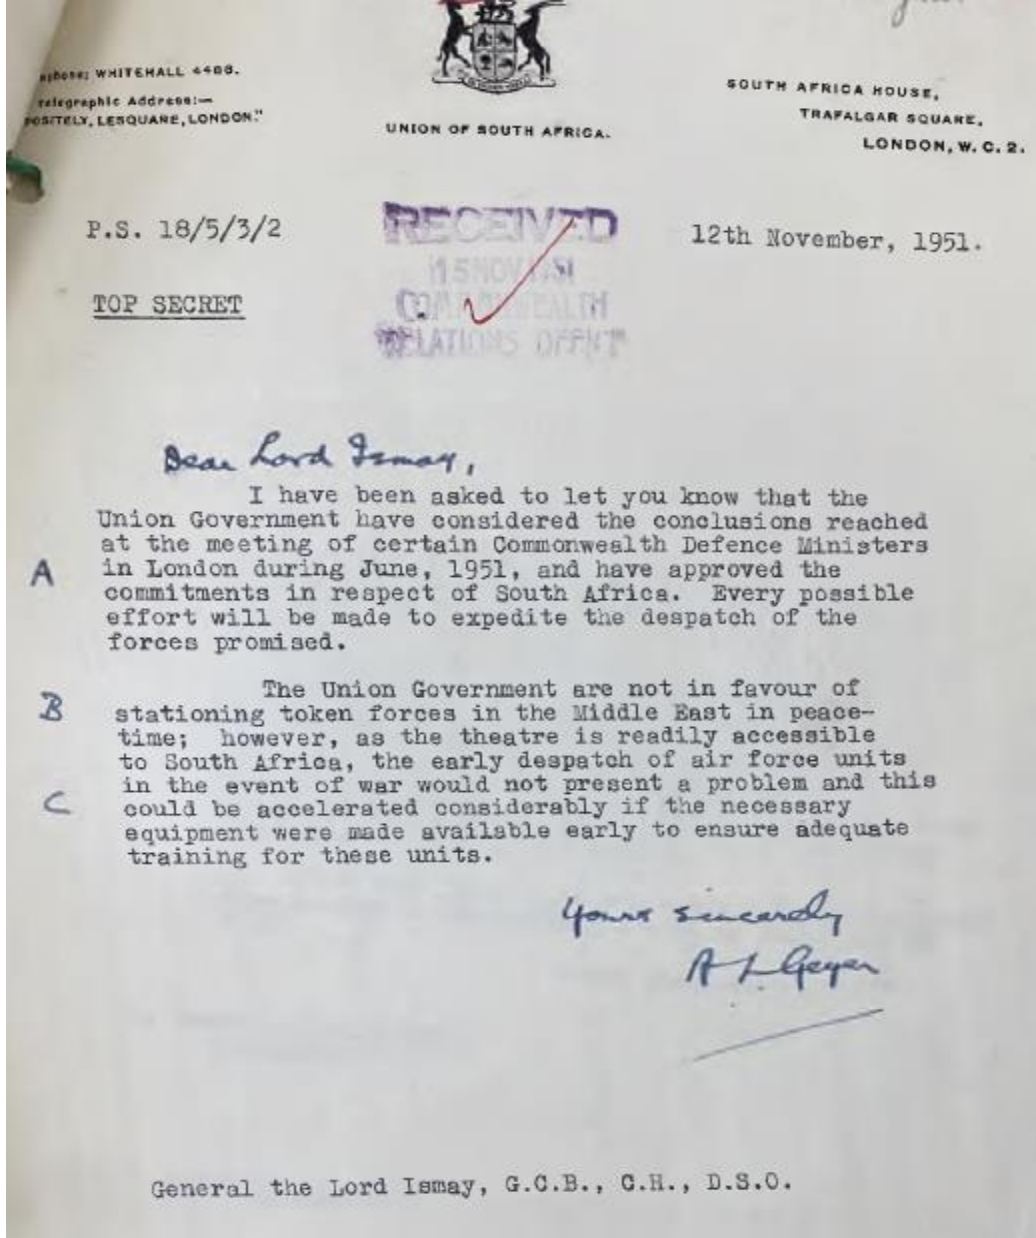 WHITEHALL 4488.
Telegraphic Address:—
LESQUARE, LONDON."
UNION OF SOUTH AFRICA.
SOUTH AFRICA HOUSE,
TRAFALGAR SQUARE,
LONDON, W.C.2.
P.S. 18/5/3/2
RECEIVED
15 NOV 1951
COMMONWEALTH
RELATIONS OFFICE
12th November, 1951.
TOP SECRET
Dear Lord Ismay,
I have been asked to let you know that the
Union Government have considered the conclusions reached
at the meeting of certain Commonwealth Defence Ministers
A
in London during June, 1951, and have approved the
commitments in respect of South Africa. Every possible
effort will be made to expedite the despatch of the
forces promised.
The Union Government are not in favour of
B
stationing token forces in the Middle East in peace-
time; however, as the theatre is readily accessible
to South Africa, the early despatch of air force units
in the event of war would not present a problem and this
C
could be accelerated considerably if the necessary
equipment were made available early to ensure adequate
training for these units.
Yours sincerely
A L Geyer
General the Lord Ismay, G.C.B., C.H., D.S.O.